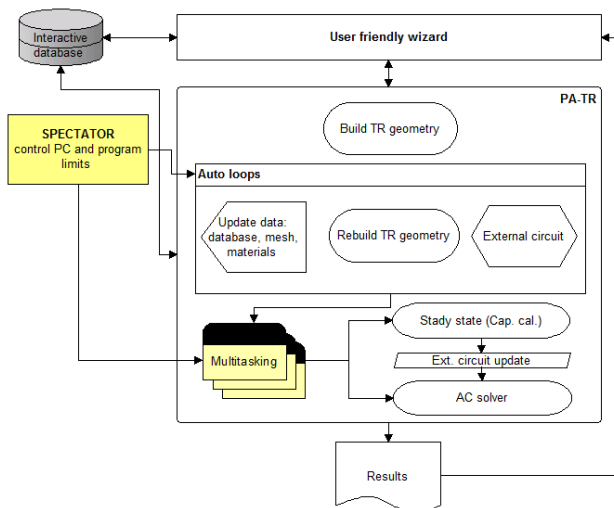 Interactive
database
User friendly wizard
PA-TR
Build TR geometry
SPECTATOR
control PC and program
limits
Auto loops
Update data:
database, mesh,
materials
Rebuild TR geometry
External circuit
Multitasking
Stady state (Cap. cal.)
Ext. circuit update
AC solver
Results